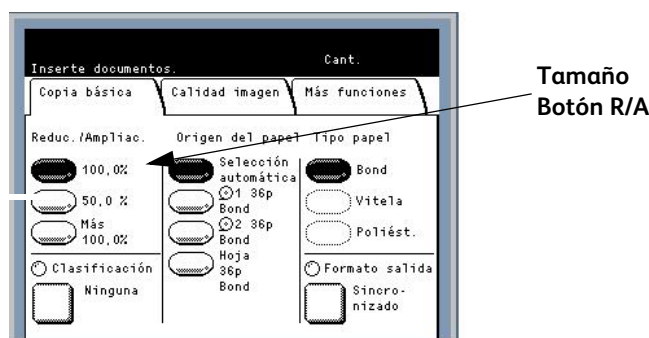 Inserte documentos.
Cant.
Copia básica
Calidad imagen
Más funciones
Reduc./Ampliac.
100,0%
50,0 %
Más
100,0%
Clasificación
Ninguna
Origen del papel
Selección
automática
1 36p
Bond
2 36p
Bond
Hoja
36p
Bond
Tipo papel
Bond
Vitela
Poliést.
Formato salida
Sincro-
nizado
Tamaño
Botón R/A